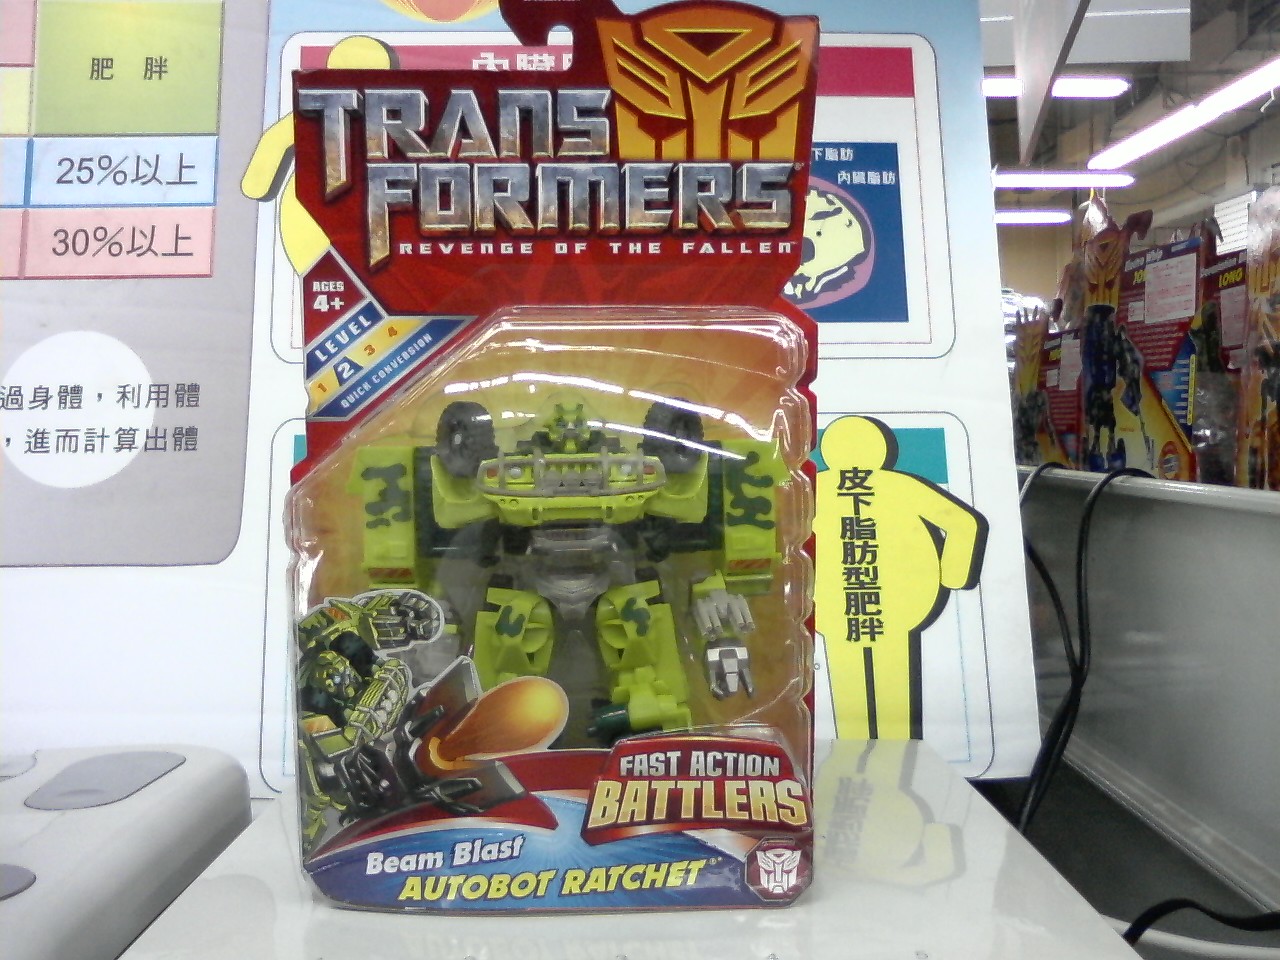 肥 胖
25%以上
30%以上
過身體，利用體
，進而計算出體
TRANS
FORMERS
REVENGE OF THE FALLEN
AGES
4+
LEVEL
1 2 3 4
QUICK CONVERSION
FAST ACTION
BATTLERS
Beam Blast
AUTOBOT RATCHET
下脂肪
內臟脂肪
皮下脂肪型肥胖
LONG